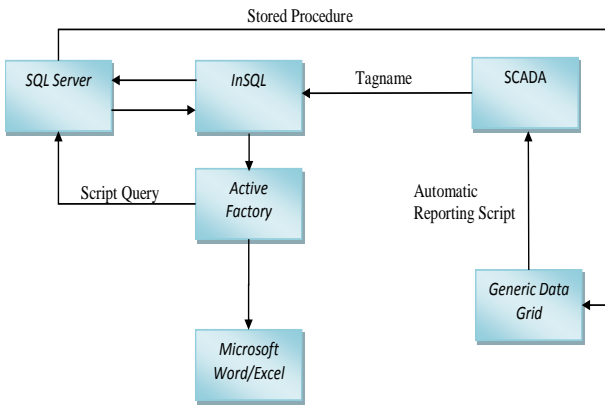 Stored Procedure
SQL Server
InSQL
Tagname
SCADA
Script Query
Active
Factory
Automatic
Reporting Script
Generic Data
Grid
Microsoft
Word/Excel